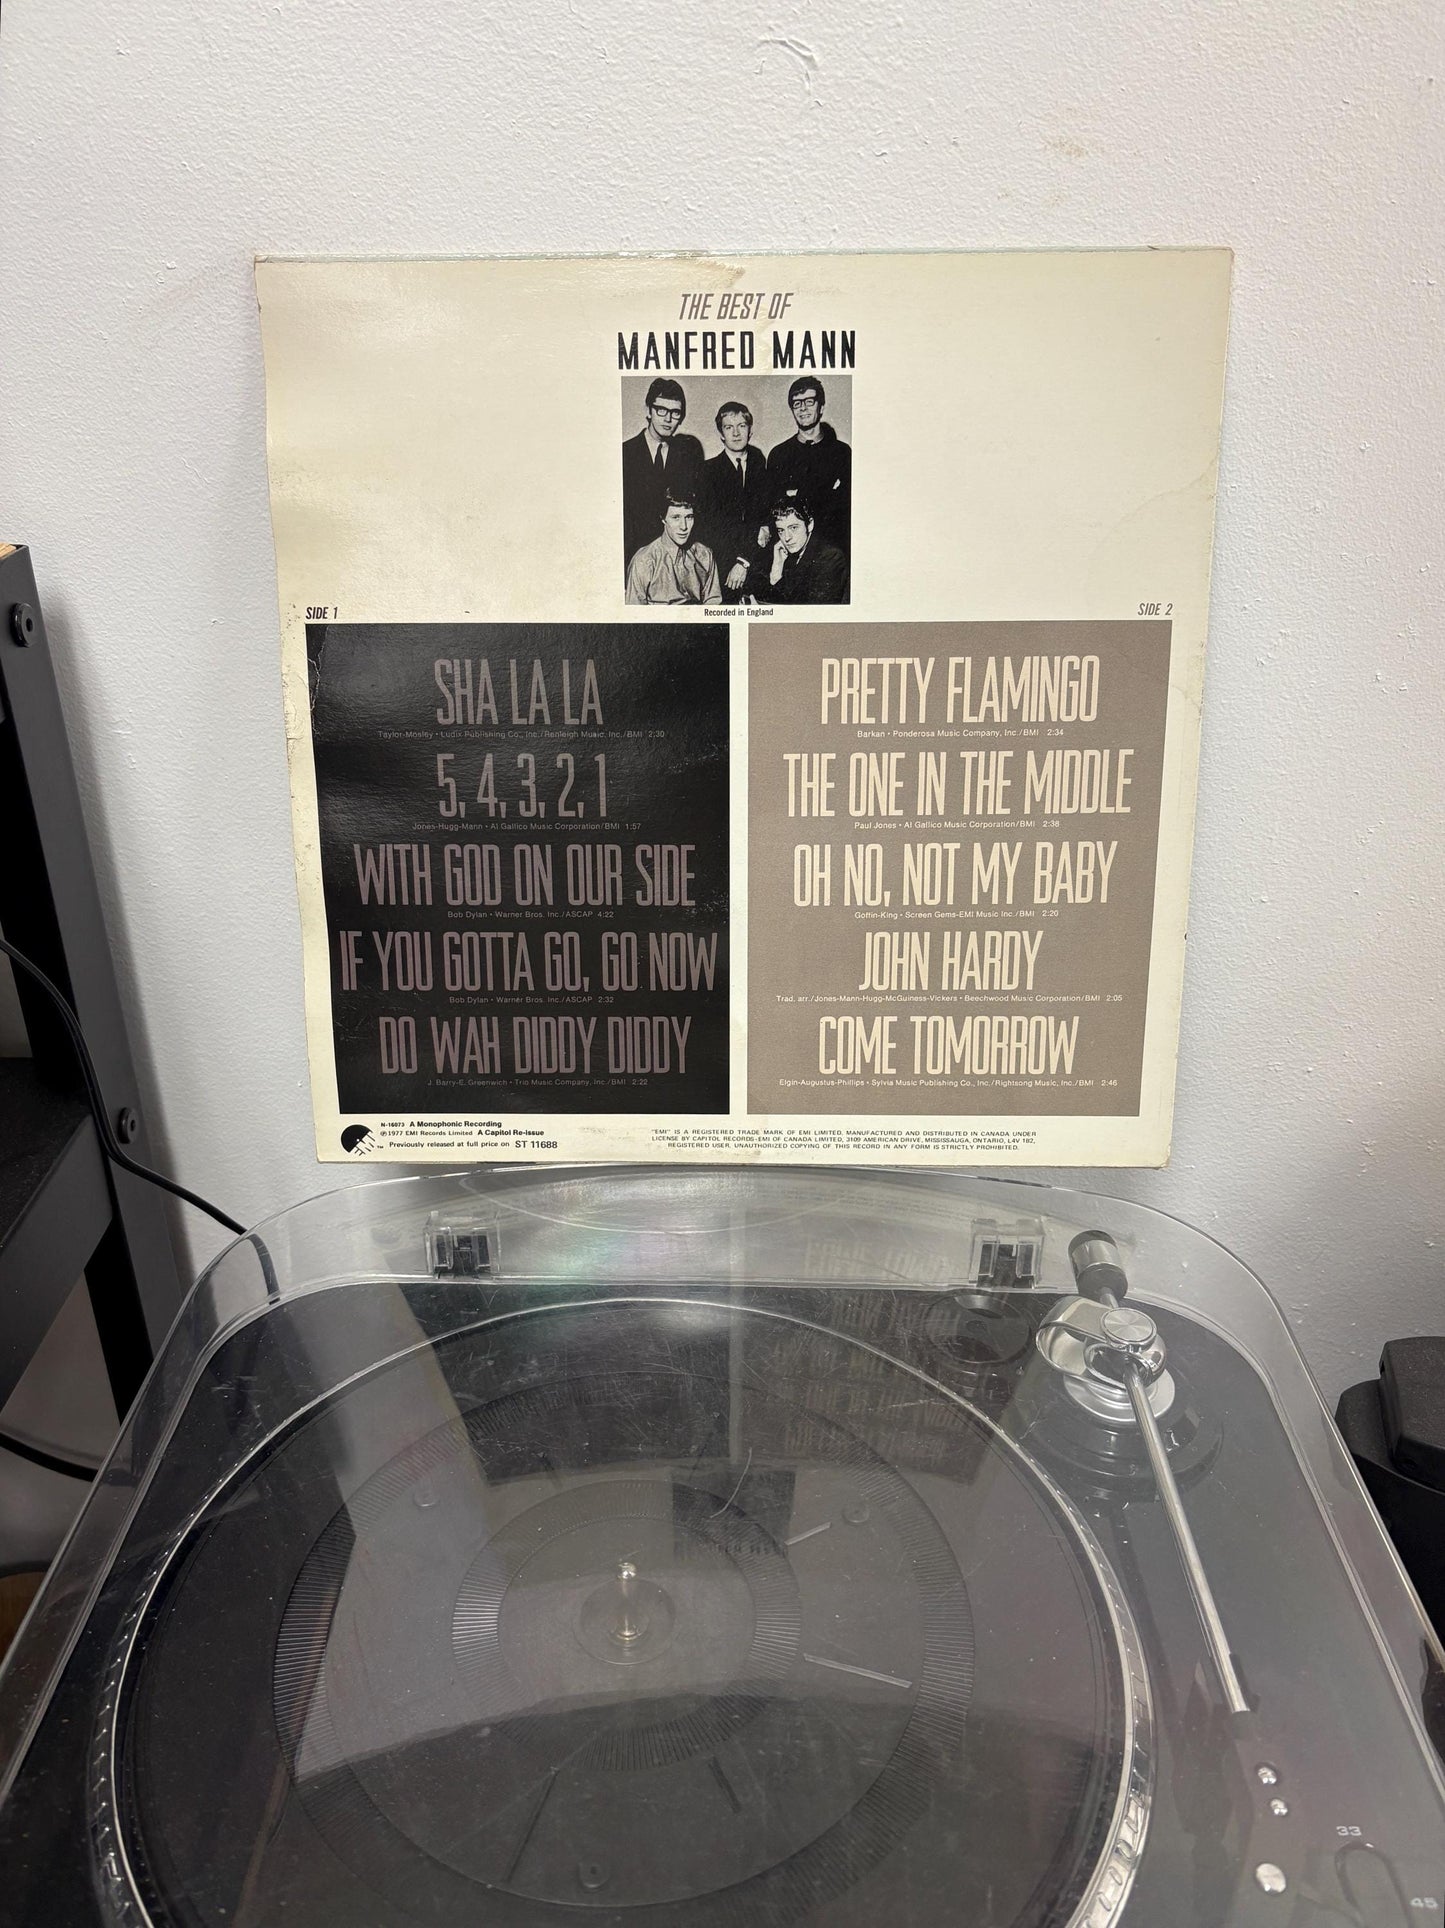 THE BEST OF
MANFRED MANN
Recorded in England
SIDE 1
SHA LA LA
Taylor-Mosley • Ludix Publishing Co., Inc./Renleigh Music, Inc./BMI 2:30
5, 4, 3, 2, 1
Jones-Hugg-Mann • Al Gallico Music Corporation/BMI 1:57
WITH GOD ON OUR SIDE
Bob Dylan • Warner Bros. Inc./ASCAP 4:22
IF YOU GOTTA GO, GO NOW
Bob Dylan • Warner Bros. Inc./ASCAP 2:32
DO WAH DIDDY DIDDY
J. Barry-E. Greenwich • Trio Music Company, Inc./BMI 2:22
SIDE 2
PRETTY FLAMINGO
Barkan • Ponderosa Music Company, Inc./BMI 2:34
THE ONE IN THE MIDDLE
Paul Jones • Al Gallico Music Corporation/BMI 2:38
OH NO, NOT MY BABY
Goffin-King • Screen Gems-EMI Music Inc./BMI 2:20
JOHN HARDY
Trad. arr./Jones-Mann-Hugg-McGuiness-Vickers • Beechwood Music Corporation/BMI 2:05
COME TOMORROW
Elgin-Augustus-Phillips • Sylvia Music Publishing Co., Inc./Rightsong Music, Inc./BMI 2:46
EMI
N-16073 A Monophonic Recording
℗1977 EMI Records Limited A Capitol Re-issue
Previously released at full price on ST 11688
"EMI" IS A REGISTERED TRADE MARK OF EMI LIMITED. MANUFACTURED AND DISTRIBUTED IN CANADA UNDER
LICENSE BY CAPITOL RECORDS-EMI OF CANADA LIMITED, 3109 AMERICAN DRIVE, MISSISSAUGA, ONTARIO, L4V 1B2,
REGISTERED USER. UNAUTHORIZED COPYING OF THIS RECORD IN ANY FORM IS STRICTLY PROHIBITED.
33
45